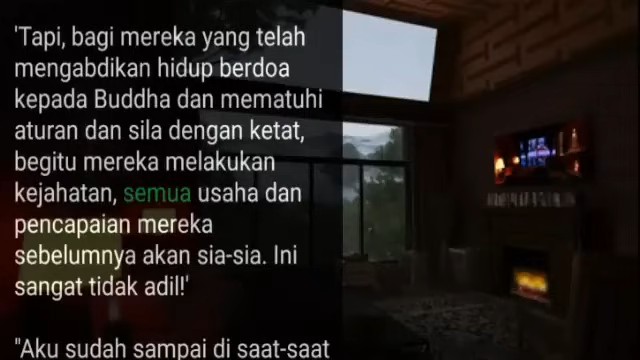 'Tapi, bagi mereka yang telah
mengabdikan hidup berdoa
kepada Buddha dan mematuhi
aturan dan sila dengan ketat,
begitu mereka melakukan
kejahatan, semua usaha dan
pencapaian mereka
sebelumnya akan sia-sia. Ini
sangat tidak adil!'
"Aku sudah sampai di saat-saat